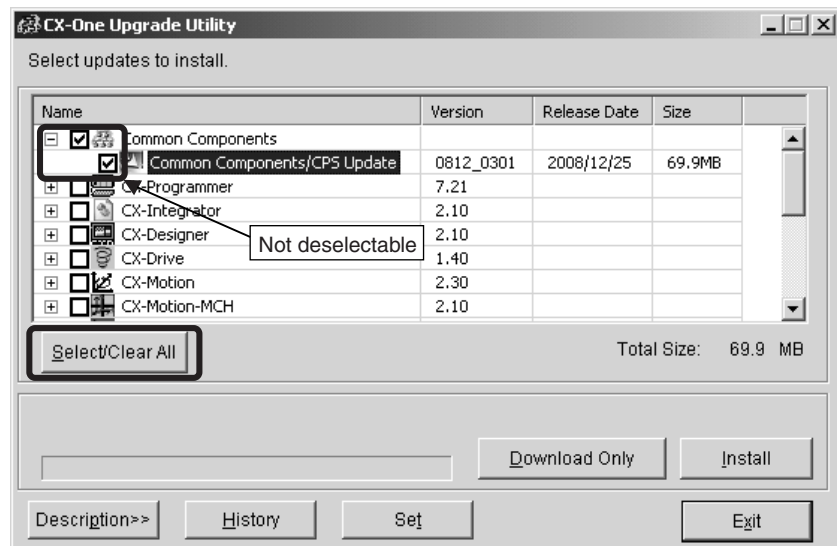 CX-One Upgrade Utility
Select updates to install.
Name Version Release Date Size
Common Components
Common Components/CPS Update 0812_0301 2008/12/25 69.9MB
CX-Programmer 7.21
CX-Integrator 2.10
CX-Designer 2.10
Not deselectable
CX-Drive 1.40
CX-Motion 2.30
CX-Motion-MCH 2.10
Select/Clear All Total Size: 69.9 MB
Download Only Install
Description>> History Set Exit